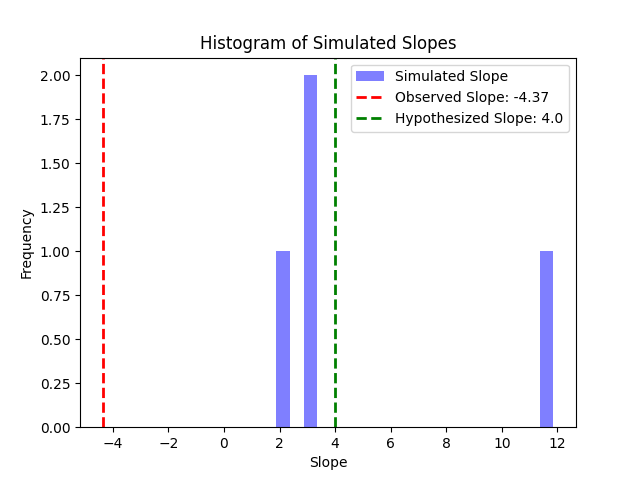 Histogram of Simulated Slopes
2.00
1.75
1.50
1.25
1.00
0.75
0.50
0.25
0.00
Frequency
Simulated Slope
Observed Slope: -4.37
Hypothesized Slope: 4.0
−4 −2 0 2 4 6 8 10 12
Slope